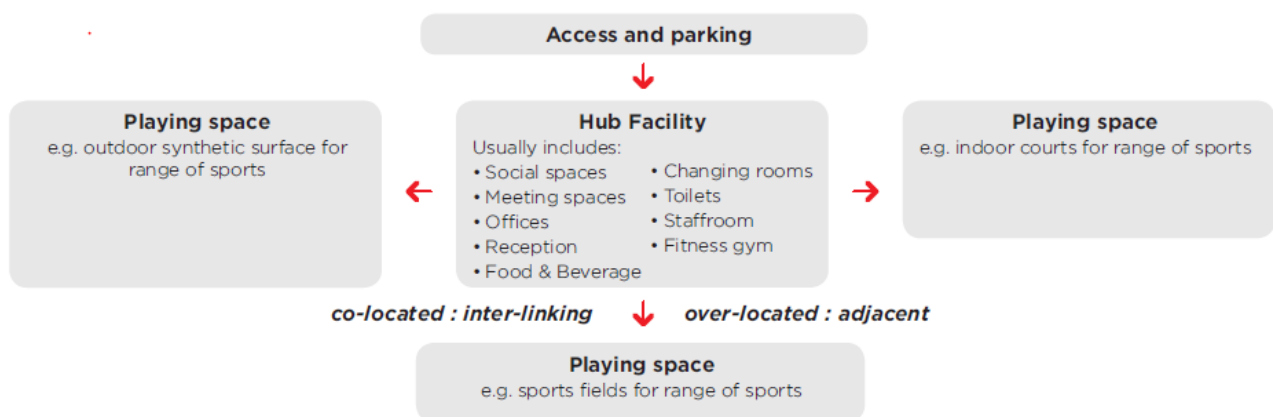 Access and parking
Playing space
e.g. outdoor synthetic surface for
range of sports
Hub Facility
Usually includes:
• Social spaces
• Meeting spaces
• Offices
• Reception
• Food & Beverage
• Changing rooms
• Toilets
• Staffroom
• Fitness gym
Playing space
e.g. indoor courts for range of sports
co-located : inter-linking
over-located : adjacent
Playing space
e.g. sports fields for range of sports